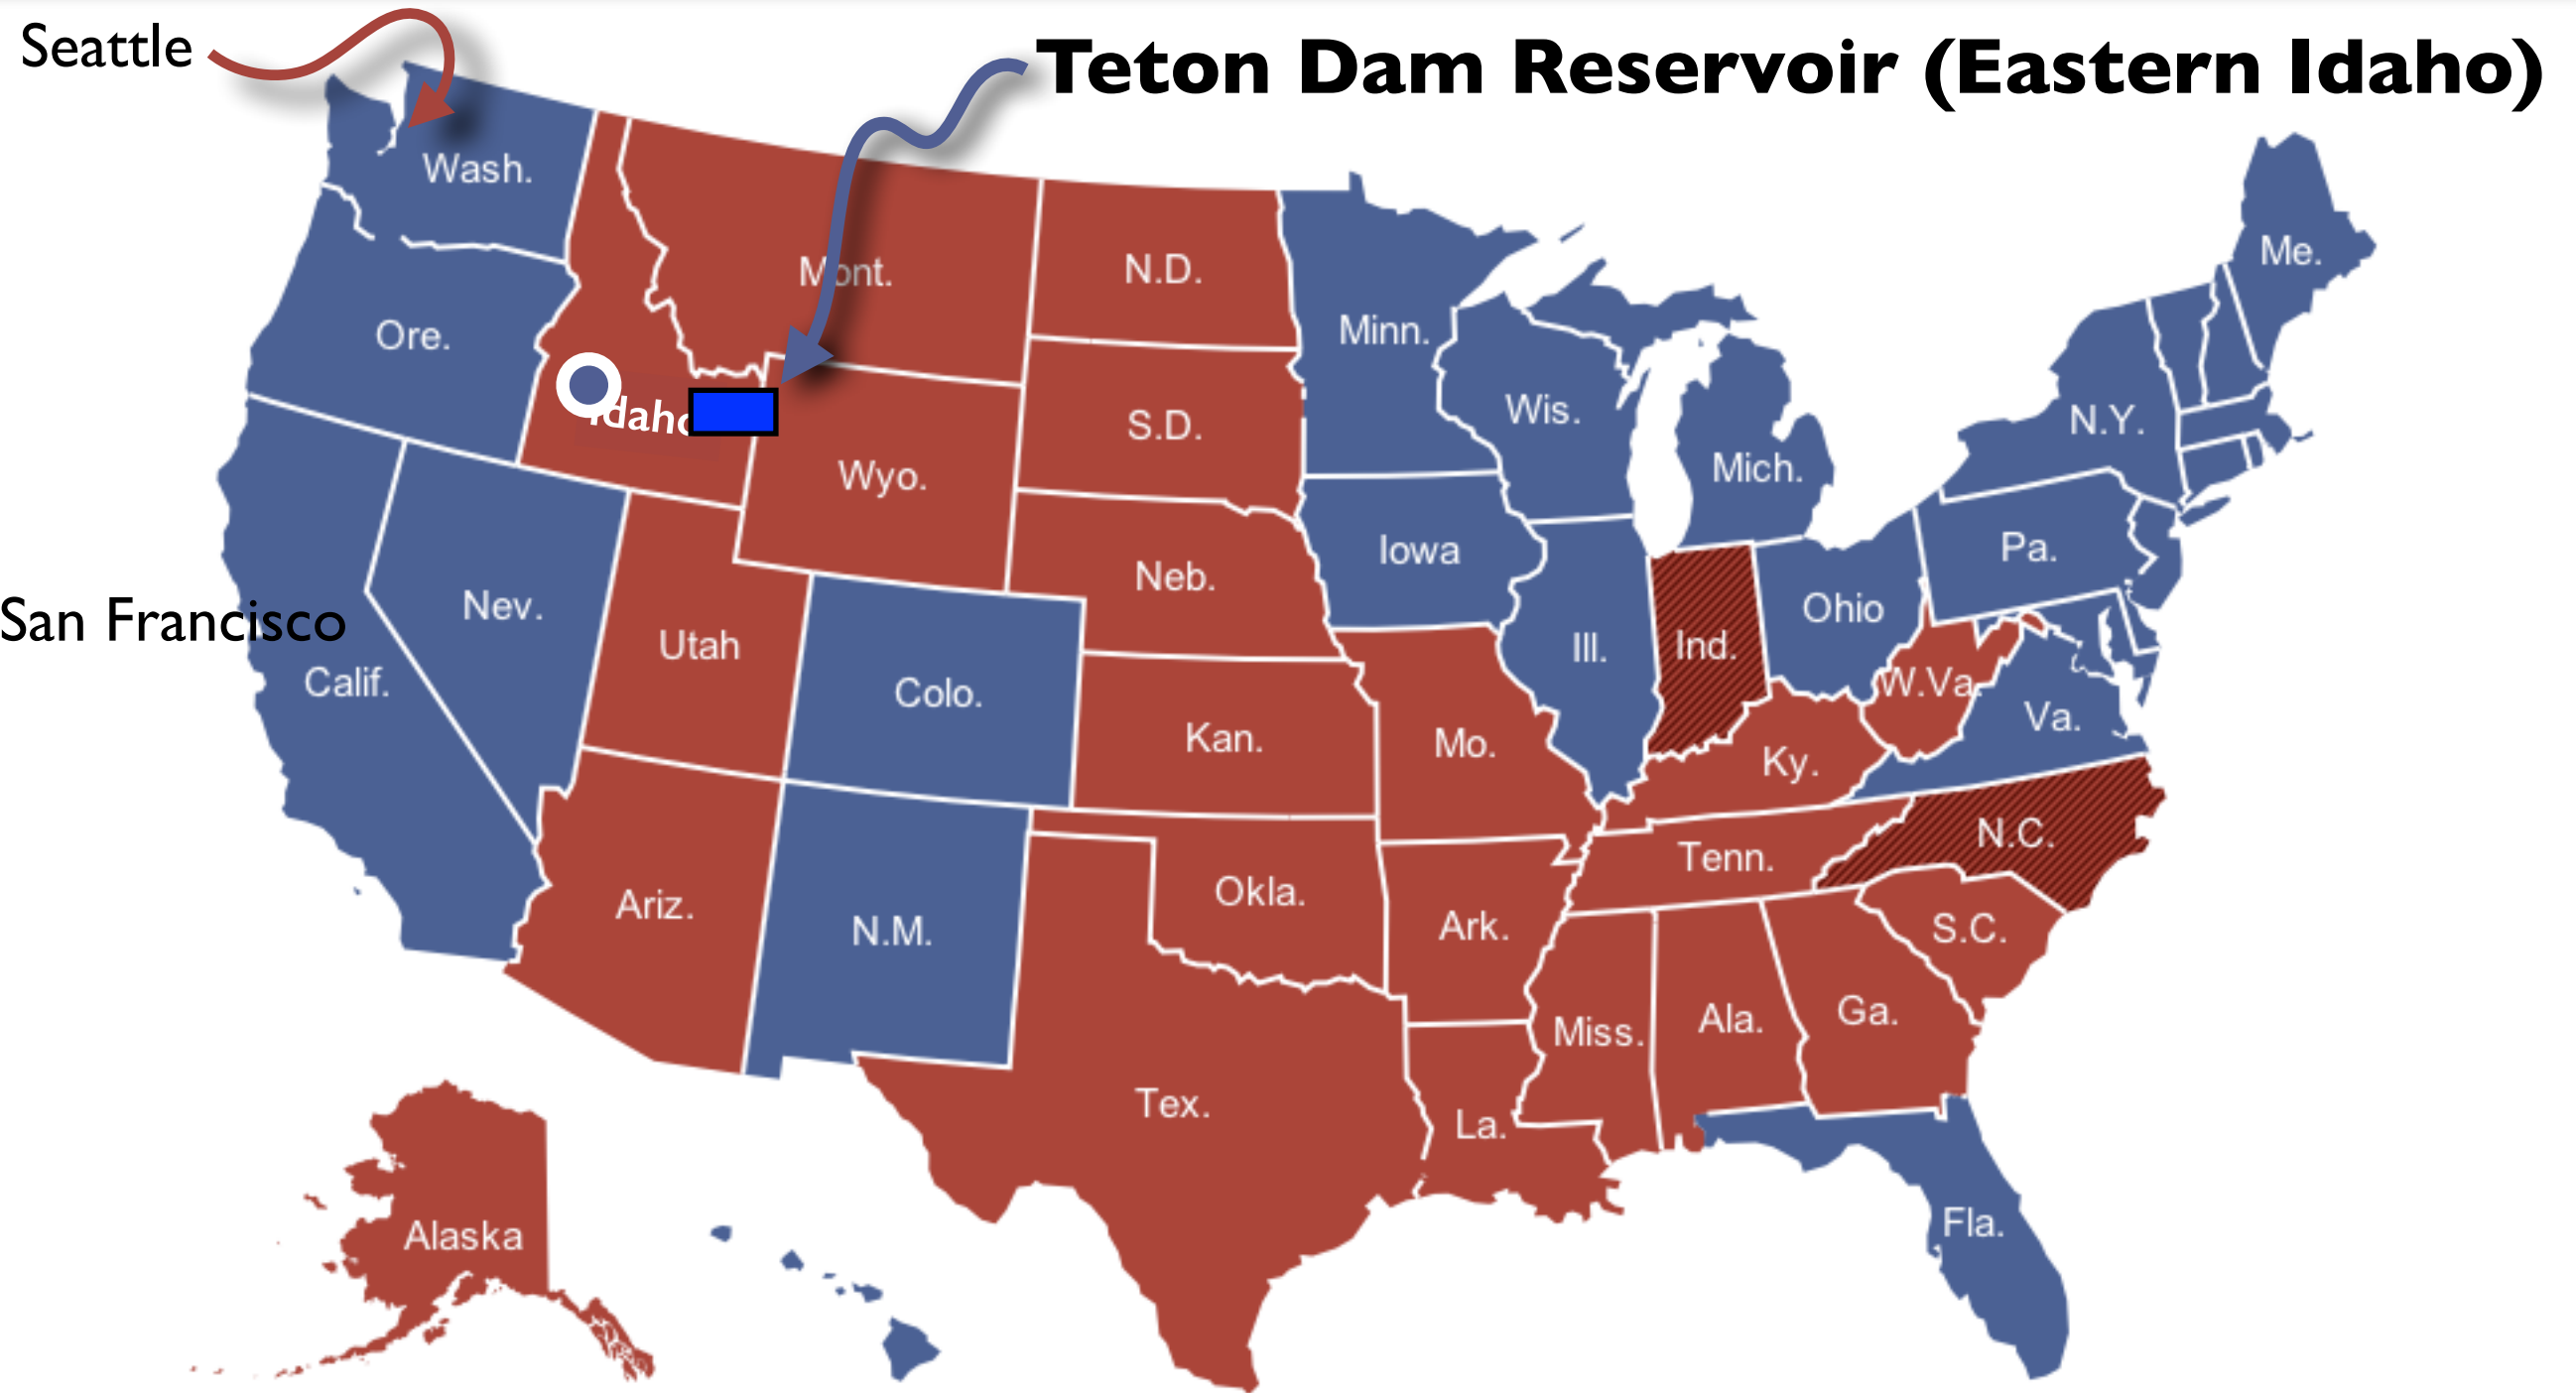 Seattle
Teton Dam Reservoir (Eastern Idaho)
Wash.
Mont.
N.D.
Minn.
Me.
Ore.
Idaho
S.D.
Wis.
Mich.
N.Y.
Wyo.
Iowa
Pa.
Neb.
Ohio
San Francisco
Nev.
Utah
Ill.
Ind.
Calif.
Colo.
W.Va.
Va.
Kan.
Mo.
Ky.
N.C.
Tenn.
Ariz.
Okla.
N.M.
Ark.
S.C.
Miss.
Ala.
Ga.
Tex.
La.
Fla.
Alaska